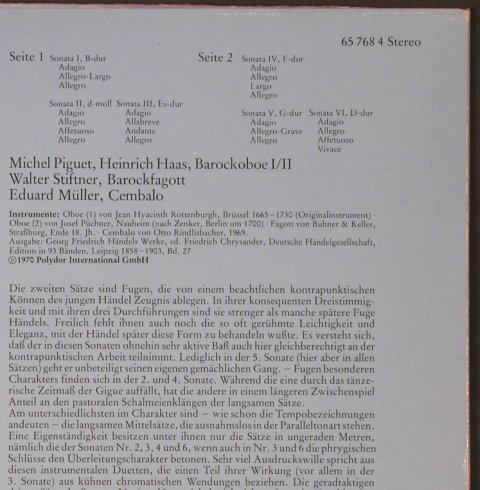 65 768 4 Stereo
Seite 1 Sonata I, B-dur
Adagio
Allegro-Largo
Allegro
Sonata II, d-moll Sonata III, Es-dur
Adagio Adagio
Allegro Allabreve
Affetuoso Andante
Allegro Allegro
Seite 2 Sonata IV, F-dur
Adagio
Allegro
Largo
Allegro
Sonata V, G-dur Sonata VI, D-dur
Adagio Adagio
Allegro-Grave Allegro
Allegro Affetuoso
Vivace
Michel Piguet, Heinrich Haas, Barockoboe I/II
Walter Stiftner, Barockfagott
Eduard Müller, Cembalo
Instrumente: Oboe (1) von Jean Hyacinth Rottenburgh, Brüssel 1665–1730 (Originalinstrument) ·
Oboe (2) von Josef Püchner, Nauheim (nach Zenker, Berlin um 1700) · Fagott von Bühner & Keller,
Straßburg, Ende 18. Jh. · Cembalo von Otto Rindlisbacher, 1969.
Ausgabe: Georg Friedrich Händels Werke, ed. Friedrich Chrysander, Deutsche Händelgesellschaft,
Edition in 93 Bänden, Leipzig 1858–1903, Bd. 27
℗ 1970 Polydor International GmbH
Die zweiten Sätze sind Fugen, die von einem beachtlichen kontrapunktischen
Können des jungen Händel Zeugnis ablegen. In ihrer konsequenten Dreistimmig-
keit und mit ihren drei Durchführungen sind sie strenger als manche spätere Fuge
Händels. Freilich fehlt ihnen auch noch die so oft gerühmte Leichtigkeit und
Eleganz, mit der Händel später diese Form zu behandeln wußte. Es versteht sich,
daß der in diesen Sonaten ohnehin sehr aktive Baß auch hier gleichberechtigt an der
kontrapunktischen Arbeit teilnimmt. Lediglich in der 5. Sonate (hier aber in allen
Sätzen) geht er unbeteiligt seinen eigenen gemächlichen Gang. – Fugen besonderen
Charakters finden sich in der 2. und 4. Sonate. Während die eine durch das tänze-
rische Zeitmaß der Gigue auffällt, hat die andere in einem längeren Zwischenspiel
Anteil an den pastoralen Schalmeienklängen der langsamen Sätze.
Am unterschiedlichsten im Charakter sind – wie schon die Tempobezeichnungen
andeuten – die langsamen Mittelsätze, die ausnahmslos in der Paralleltonart stehen.
Eine Eigenständigkeit besitzen unter ihnen nur die Sätze in ungeraden Metren,
nämlich die der Sonaten Nr. 2, 3, 4 und 6, wenn auch in Nr. 3 und 6 die phrygischen
Schlüsse den Überleitungscharakter betonen. Sehr viel Ausdruckswille spricht aus
diesen instrumentalen Duetten, die einen Teil ihrer Wirkung (vor allem in der
3. Sonate) aus kühnen chromatischen Wendungen beziehen. Die geradtaktigen